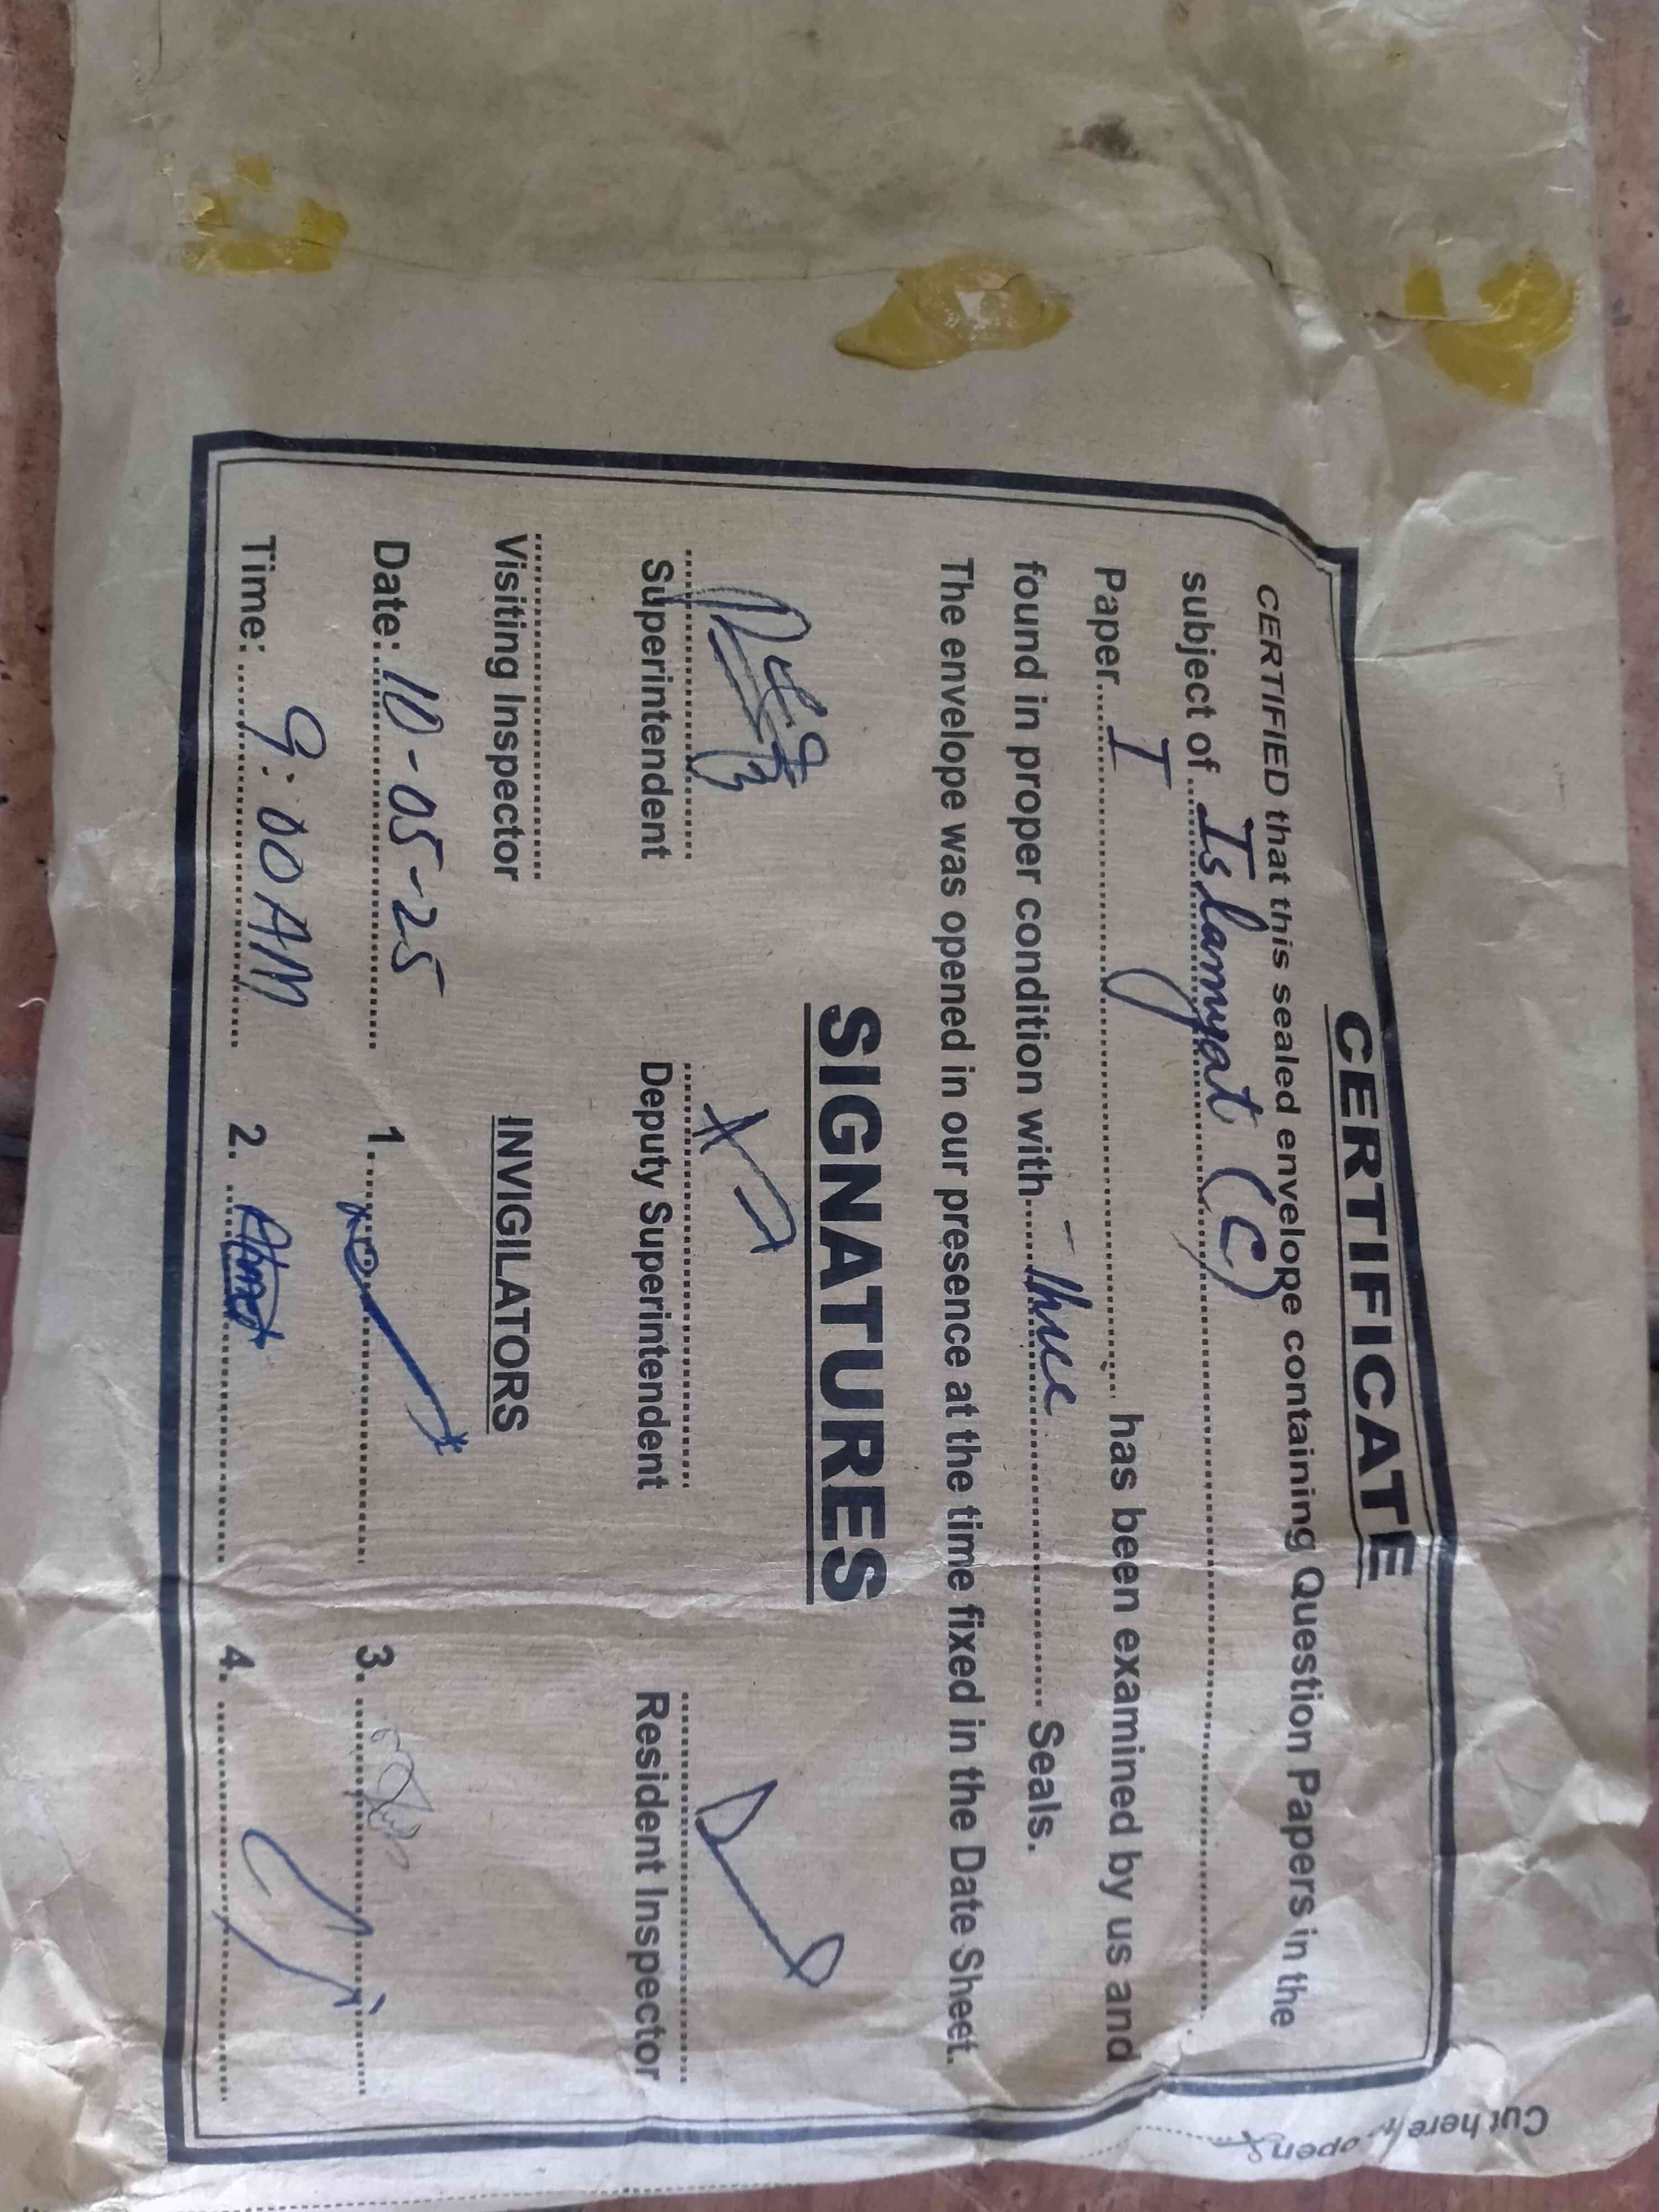 CERTIFICATE
CERTIFIED that this sealed envelope containing Question Papers in the
subject of Islamyat (C)
Paper I has been examined by us and
found in proper condition with Three Seals.
The envelope was opened in our presence at the time fixed in the Date Sheet.
SIGNATURES
Superintendent Deputy Superintendent Resident Inspector
Visiting Inspector INVIGILATORS
Date: 10-05-25 1. 3.
Time: 9:00 AM 2. Ahmed 4.
Cut here to open